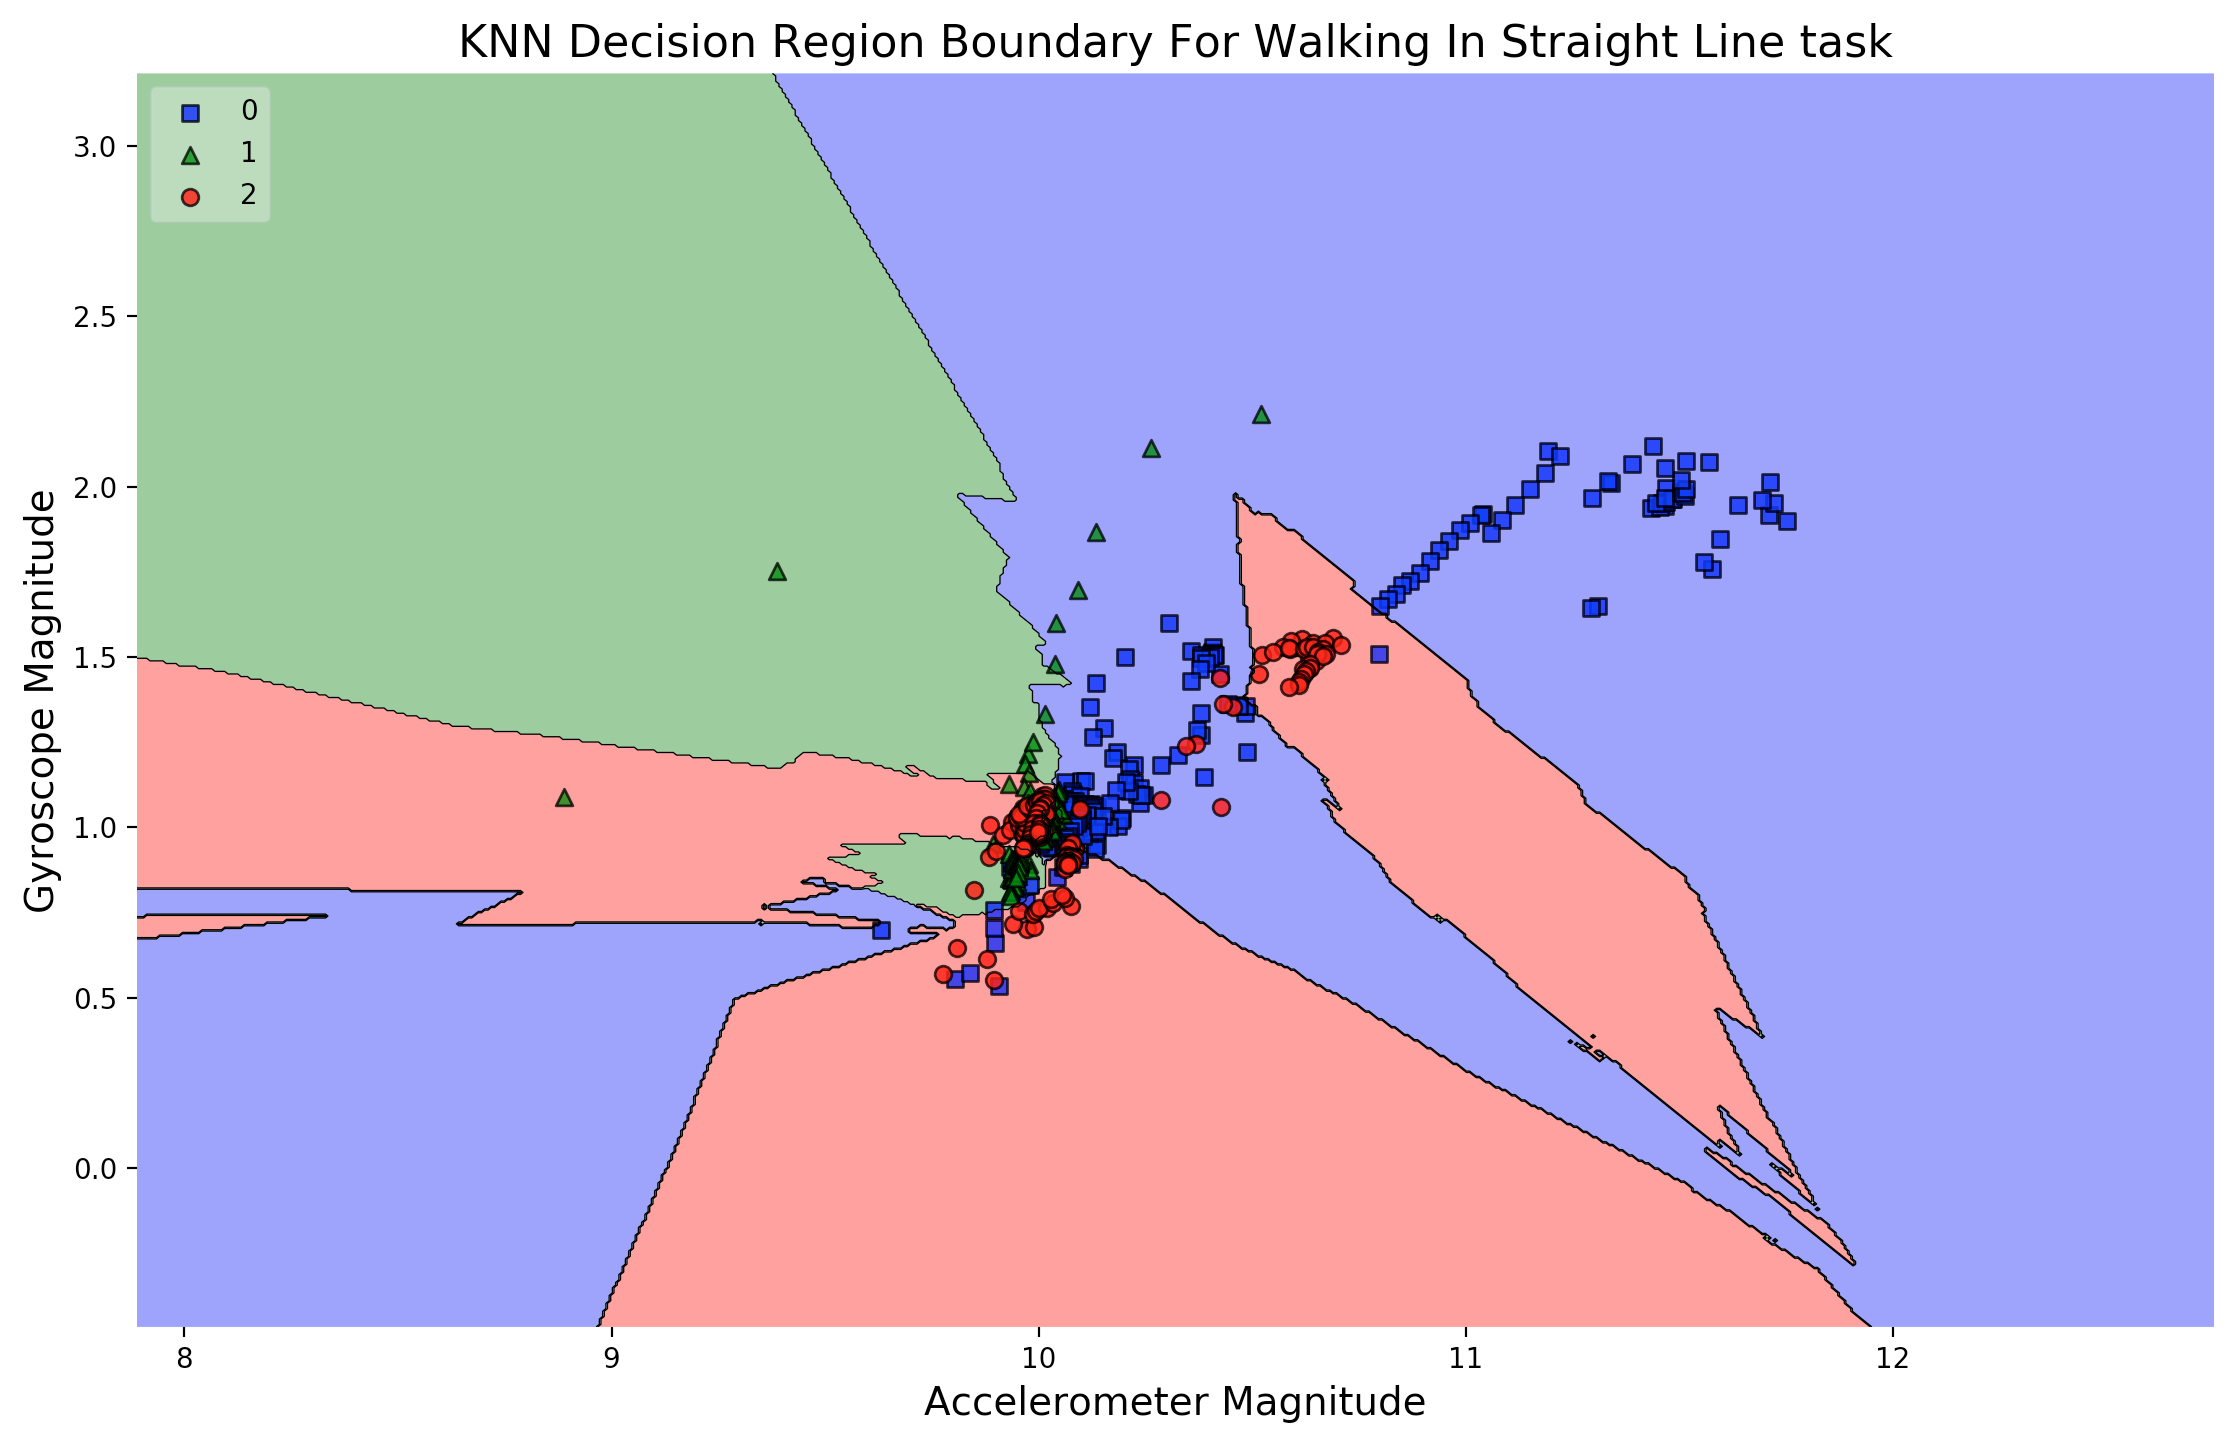 KNN Decision Region Boundary For Walking In Straight Line task
0
1
2
3.0
2.5
2.0
1.5
1.0
0.5
0.0
Gyroscope Magnitude
8 9 10 11 12
Accelerometer Magnitude